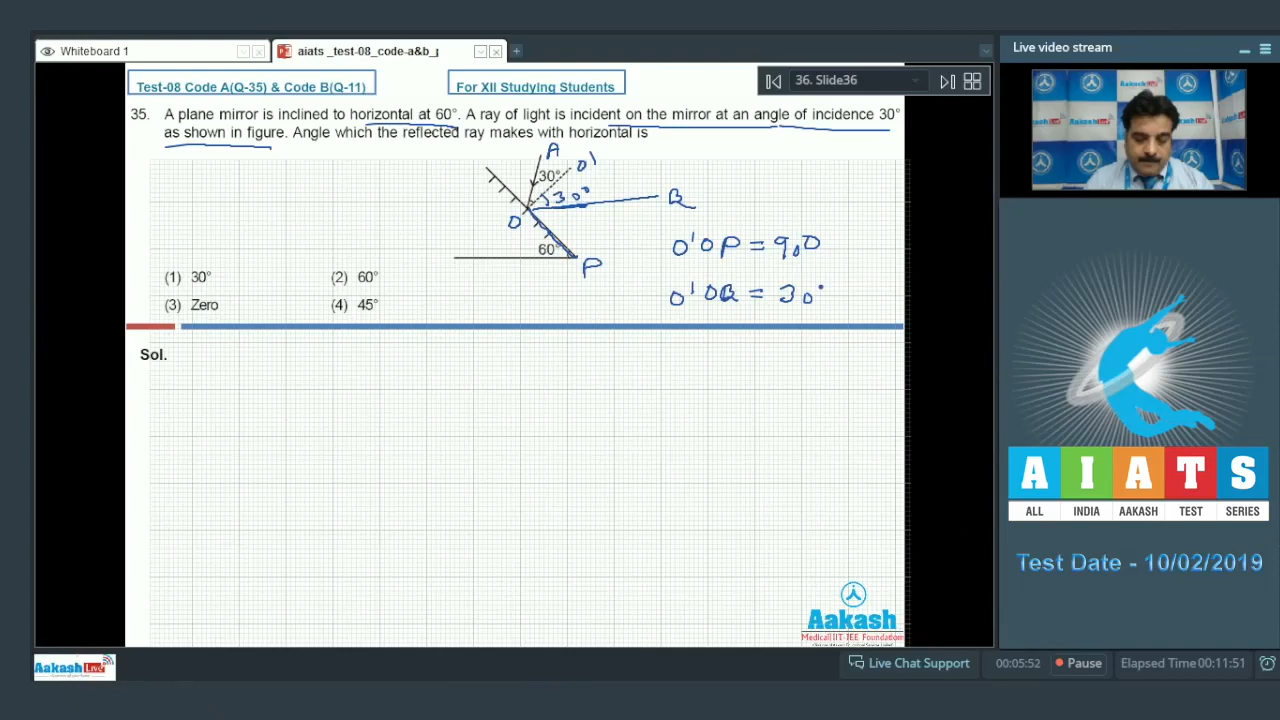 Whiteboard 1
aiats _test-08_code-a&b_
Live video stream
Test-08 Code A(Q-35) & Code B(Q-11)
For XII Studying Students
36. Slide36
35. A plane mirror is inclined to horizontal at 60°. A ray of light is incident on the mirror at an angle of incidence 30°
as shown in figure. Angle which the reflected ray makes with horizontal is
A
O'
30°
30°
B
O
60°
P
O'OP = 90
O'OB = 30°
(1) 30°
(2) 60°
(3) Zero
(4) 45°
Sol.
AIATS
ALL INDIA AAKASH TEST SERIES
Test Date - 10/02/2019
Aakash
Medical|IIT-JEE|Foundations
Aakash Live
Live Chat Support
00:05:52
Pause
Elapsed Time 00:11:51